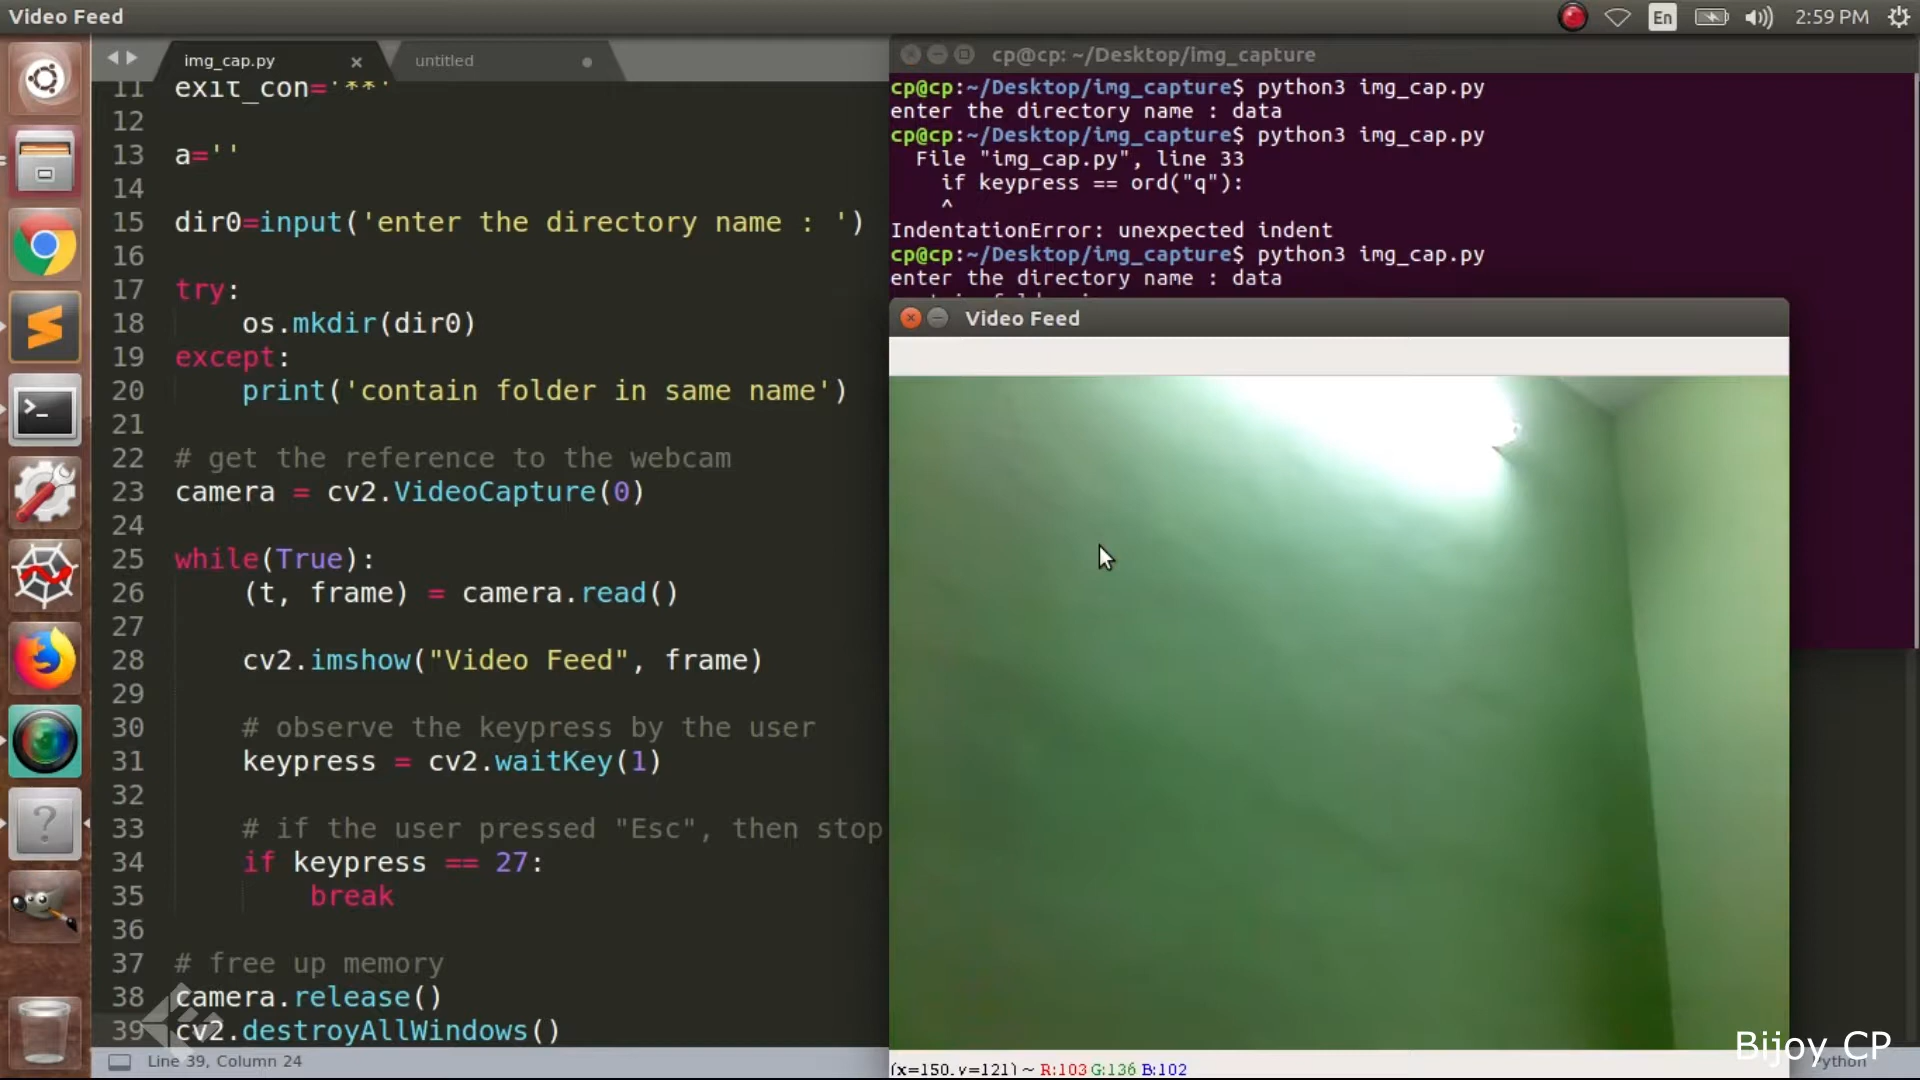 Video Feed
En
2:59 PM
img_cap.py
untitled
11 exit_con='**'
12
13 a=''
14
15 dir0=input('enter the directory name : ')
16
17 try:
18 os.mkdir(dir0)
19 except:
20 print('contain folder in same name')
21
22 # get the reference to the webcam
23 camera = cv2.VideoCapture(0)
24
25 while(True):
26 (t, frame) = camera.read()
27
28 cv2.imshow("Video Feed", frame)
29
30 # observe the keypress by the user
31 keypress = cv2.waitKey(1)
32
33 # if the user pressed "Esc", then stop
34 if keypress == 27:
35 break
36
37 # free up memory
38 camera.release()
39 cv2.destroyAllWindows()
Line 39, Column 24
cp@cp: ~/Desktop/img_capture
cp@cp:~/Desktop/img_capture$ python3 img_cap.py
enter the directory name : data
cp@cp:~/Desktop/img_capture$ python3 img_cap.py
File "img_cap.py", line 33
if keypress == ord("q"):
^
IndentationError: unexpected indent
cp@cp:~/Desktop/img_capture$ python3 img_cap.py
enter the directory name : data
Video Feed
(x=150, y=121) ~ R:103 G:136 B:102
Bijoy CP
Python